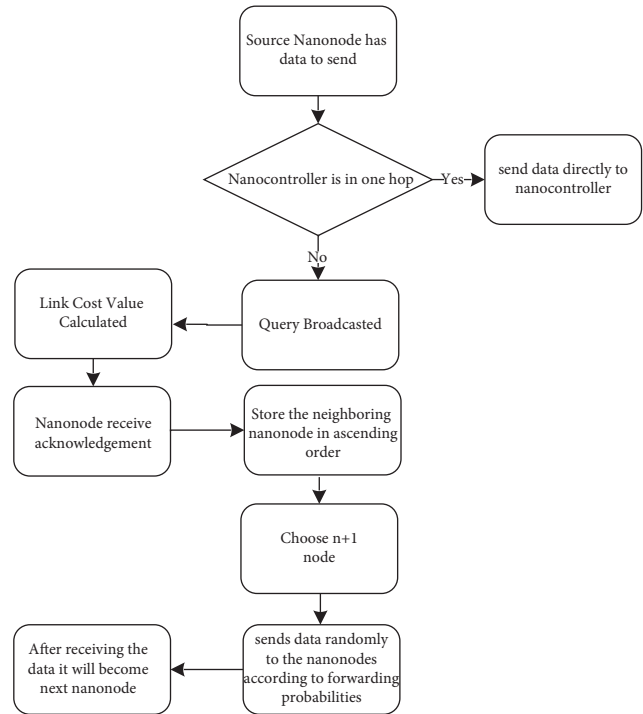 Source Nanonode has
data to send
Nanocontroller is in one hop
Yes
send data directly to
nanocontroller
No
Query Broadcasted
Link Cost Value
Calculated
Nanonode receive
acknowledgement
Store the neighboring
nanonode in ascending
order
Choose n+1
node
sends data randomly
to the nanonodes
according to forwarding
probabilities
After receiving the
data it will become
next nanonode